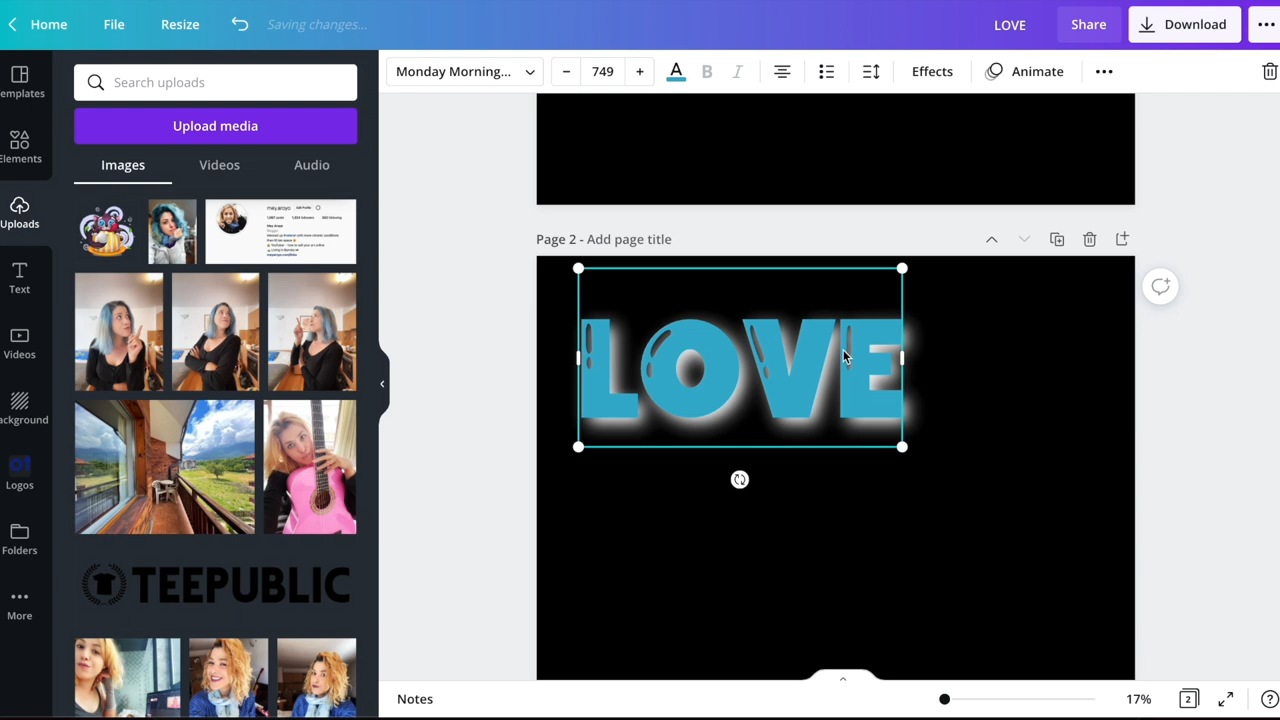 Home
File
Resize
Saving changes...
LOVE
Share
Download
Templates
Elements
Uploads
Text
Videos
Background
Logos
Folders
More
Search uploads
Upload media
Images
Videos
Audio
mey.aroyo
TEEPUBLIC
Monday Morning...
749
Effects
Animate
Page 2 - Add page title
LOVE
Notes
17%
2